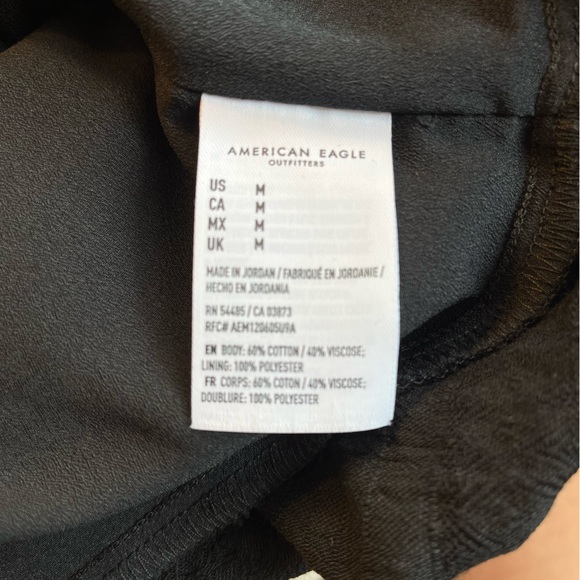 AMERICAN EAGLE
OUTFITTERS
US M
CA M
MX M
UK M
MADE IN JORDAN / FABRIQUÉ EN JORDANIE /
HECHO EN JORDANIA
RN 54485 / CA 03873
RFC# AEM120605U9A
EN BODY: 60% COTTON / 40% VISCOSE;
LINING: 100% POLYESTER
FR CORPS: 60% COTON / 40% VISCOSE;
DOUBLURE: 100% POLYESTER